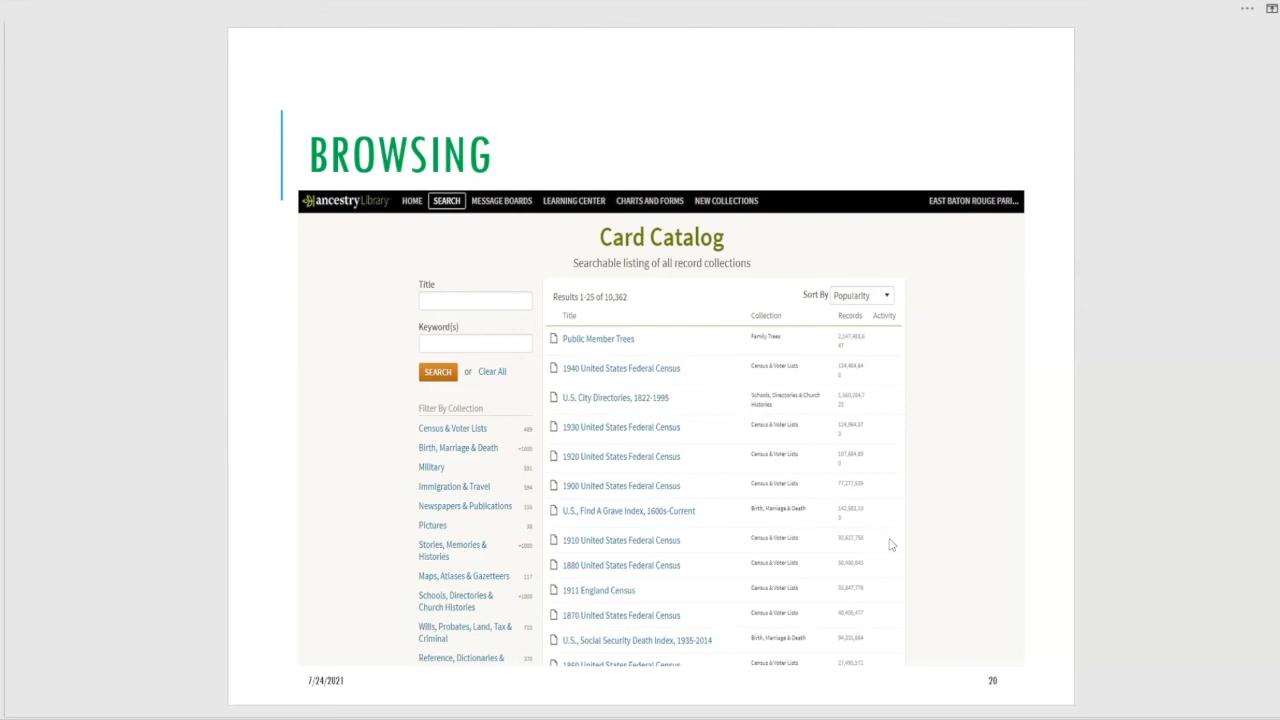 BROWSING
ancestryLibrary HOME SEARCH MESSAGE BOARDS LEARNING CENTER CHARTS AND FORMS NEW COLLECTIONS EAST BATON ROUGE PARI...
Card Catalog
Searchable listing of all record collections
Title
Keyword(s)
SEARCH or Clear All
Filter By Collection
Census & Voter Lists
Birth, Marriage & Death +1000
Military
Immigration & Travel
Newspapers & Publications
Pictures
Stories, Memories & +1000
Histories
Maps, Atlases & Gazetteers 117
Schools, Directories & +1000
Church Histories
Wills, Probates, Land, Tax &
Criminal
Reference, Dictionaries &
Results 1-25 of 10,362
Sort By Popularity
Title Collection Records Activity
Public Member Trees Family Trees
1940 United States Federal Census Census & Voter Lists
U.S. City Directories, 1822-1995 Schools, Directories & Church
Histories
1930 United States Federal Census Census & Voter Lists
1920 United States Federal Census Census & Voter Lists
1900 United States Federal Census Census & Voter Lists
U.S., Find A Grave Index, 1600s-Current Birth, Marriage & Death
1910 United States Federal Census Census & Voter Lists
1880 United States Federal Census Census & Voter Lists
1911 England Census Census & Voter Lists
1870 United States Federal Census Census & Voter Lists
U.S., Social Security Death Index, 1935-2014 Birth, Marriage & Death
1860 United States Federal Census Census & Voter Lists
7/24/2021
20